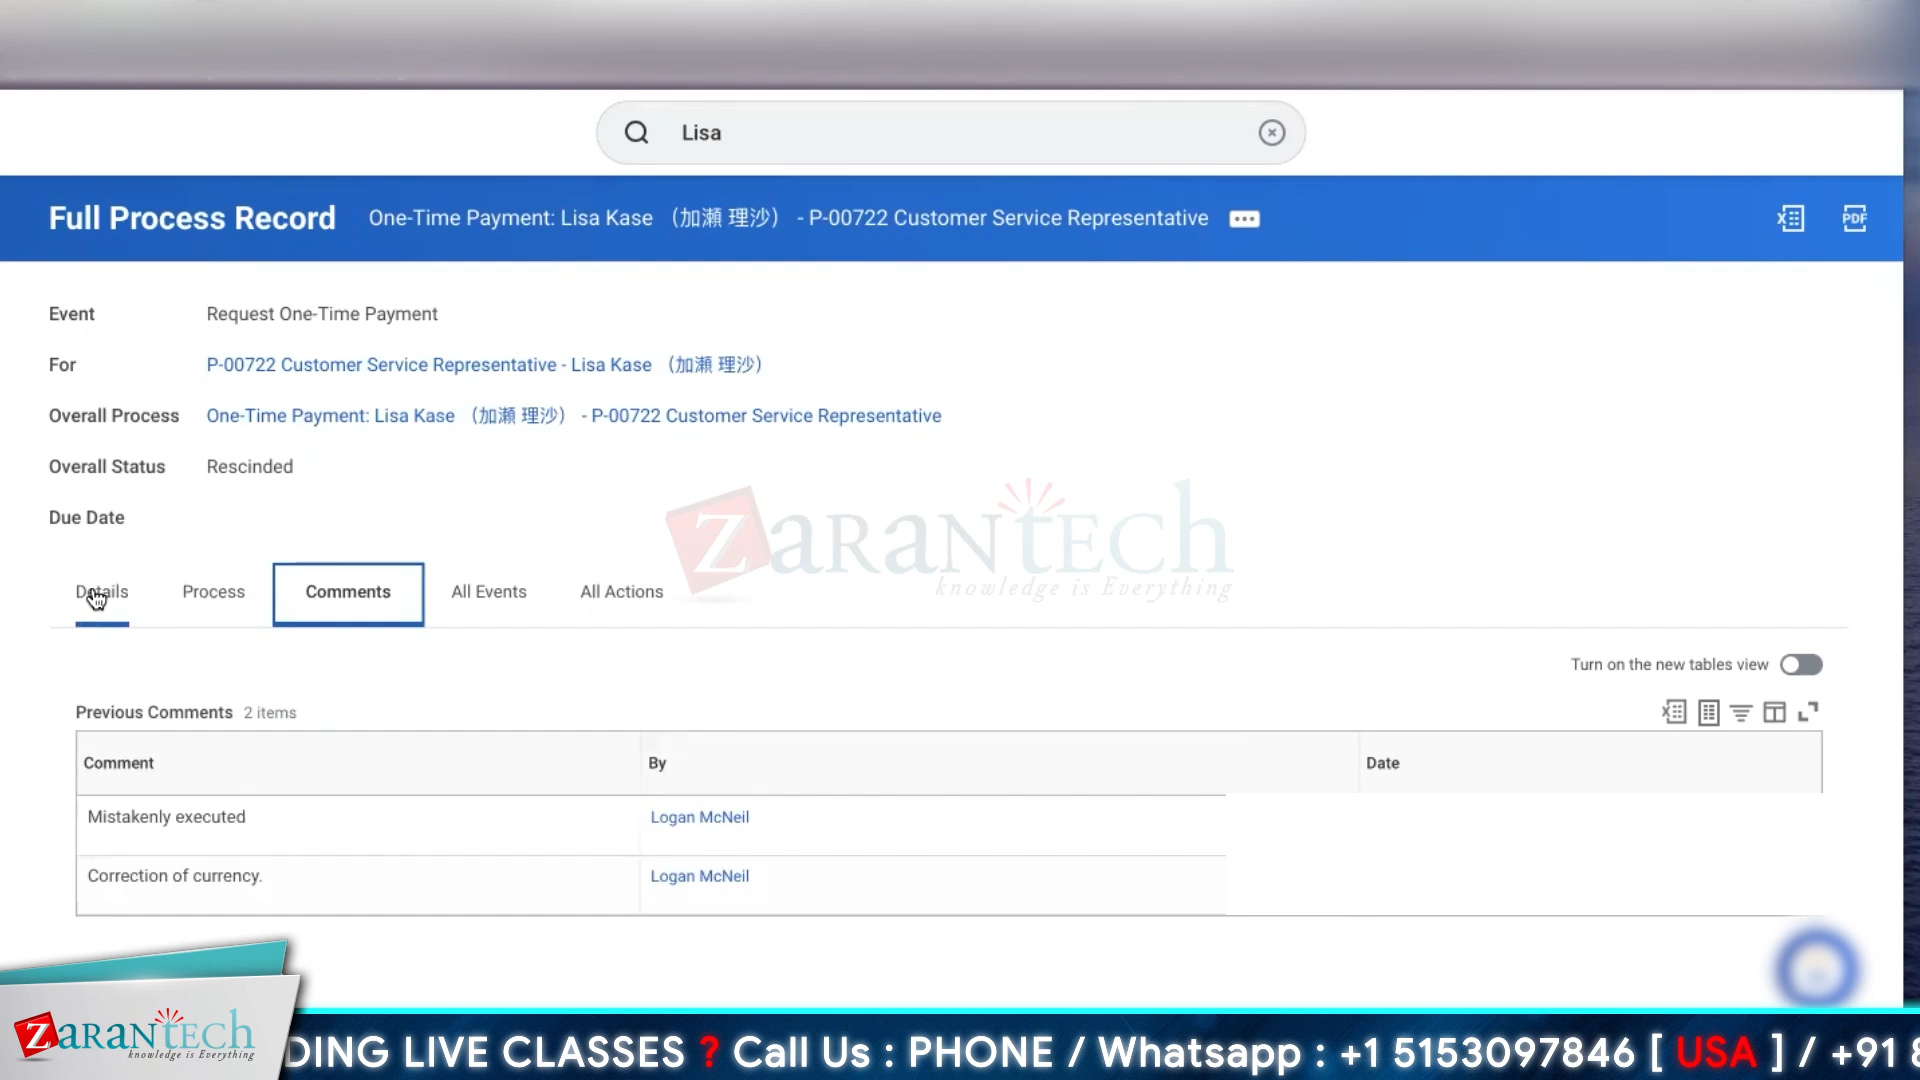 Lisa
Full Process Record One-Time Payment: Lisa Kase （加瀬 理沙） - P-00722 Customer Service Representative
PDF
Event Request One-Time Payment
For P-00722 Customer Service Representative - Lisa Kase （加瀬 理沙）
Overall Process One-Time Payment: Lisa Kase （加瀬 理沙） - P-00722 Customer Service Representative
Overall Status Rescinded
Due Date
ZaranTech
knowledge is Everything
Details Process Comments All Events All Actions
Turn on the new tables view
Previous Comments 2 items
Comment By Date
Mistakenly executed Logan McNeil
Correction of currency. Logan McNeil
ZaranTech
knowledge is Everything
DING LIVE CLASSES ? Call Us : PHONE / Whatsapp : +1 5153097846 [ USA ] / +91